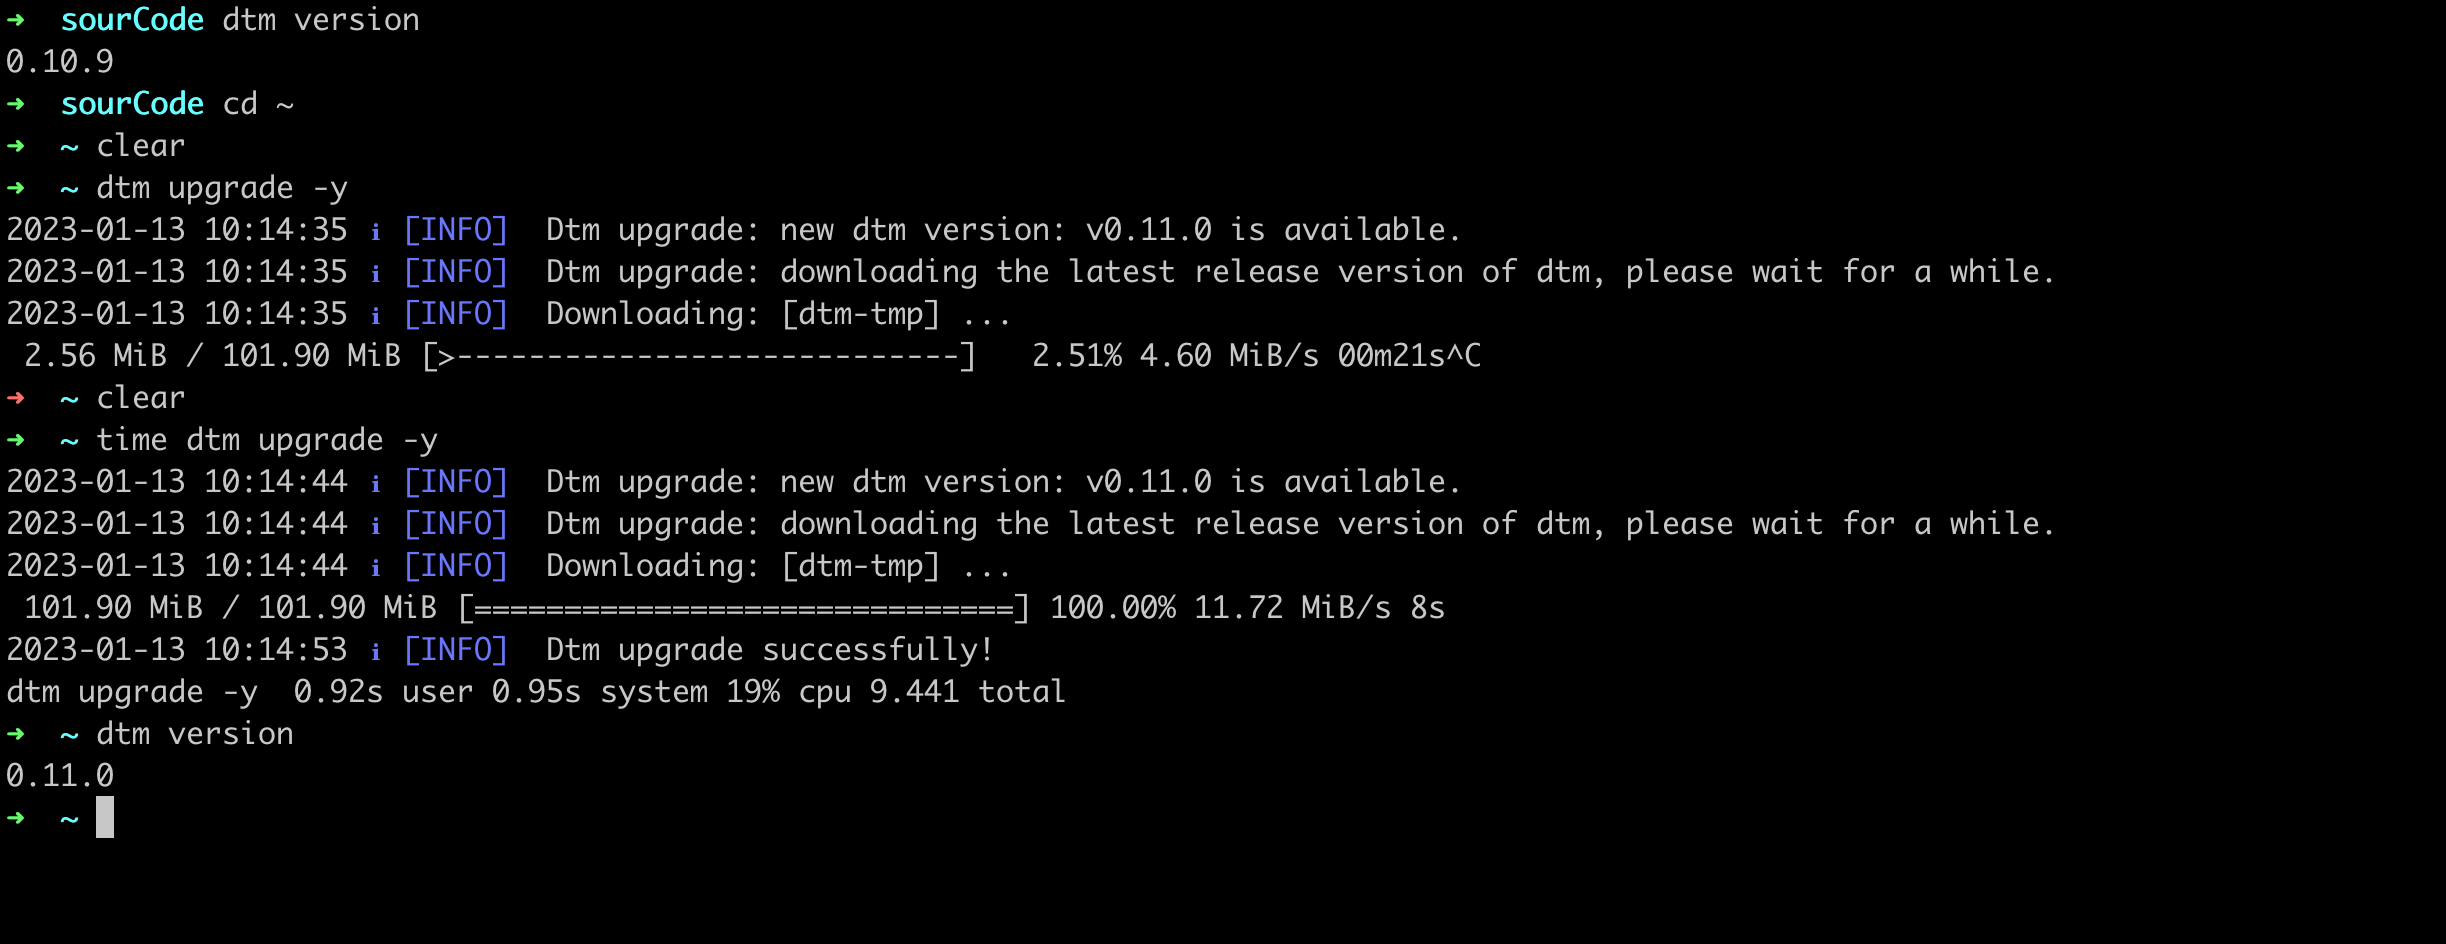 ➜  sourCode dtm version
0.10.9
➜  sourCode cd ~
➜  ~ clear
➜  ~ dtm upgrade -y
2023-01-13 10:14:35 ℹ [INFO]  Dtm upgrade: new dtm version: v0.11.0 is available.
2023-01-13 10:14:35 ℹ [INFO]  Dtm upgrade: downloading the latest release version of dtm, please wait for a while.
2023-01-13 10:14:35 ℹ [INFO]  Downloading: [dtm-tmp] ...
 2.56 MiB / 101.90 MiB [>----------------------------]   2.51% 4.60 MiB/s 00m21s^C
➜  ~ clear
➜  ~ time dtm upgrade -y
2023-01-13 10:14:44 ℹ [INFO]  Dtm upgrade: new dtm version: v0.11.0 is available.
2023-01-13 10:14:44 ℹ [INFO]  Dtm upgrade: downloading the latest release version of dtm, please wait for a while.
2023-01-13 10:14:44 ℹ [INFO]  Downloading: [dtm-tmp] ...
 101.90 MiB / 101.90 MiB [==============================] 100.00% 11.72 MiB/s 8s
2023-01-13 10:14:53 ℹ [INFO]  Dtm upgrade successfully!
dtm upgrade -y  0.92s user 0.95s system 19% cpu 9.441 total
➜  ~ dtm version
0.11.0
➜  ~